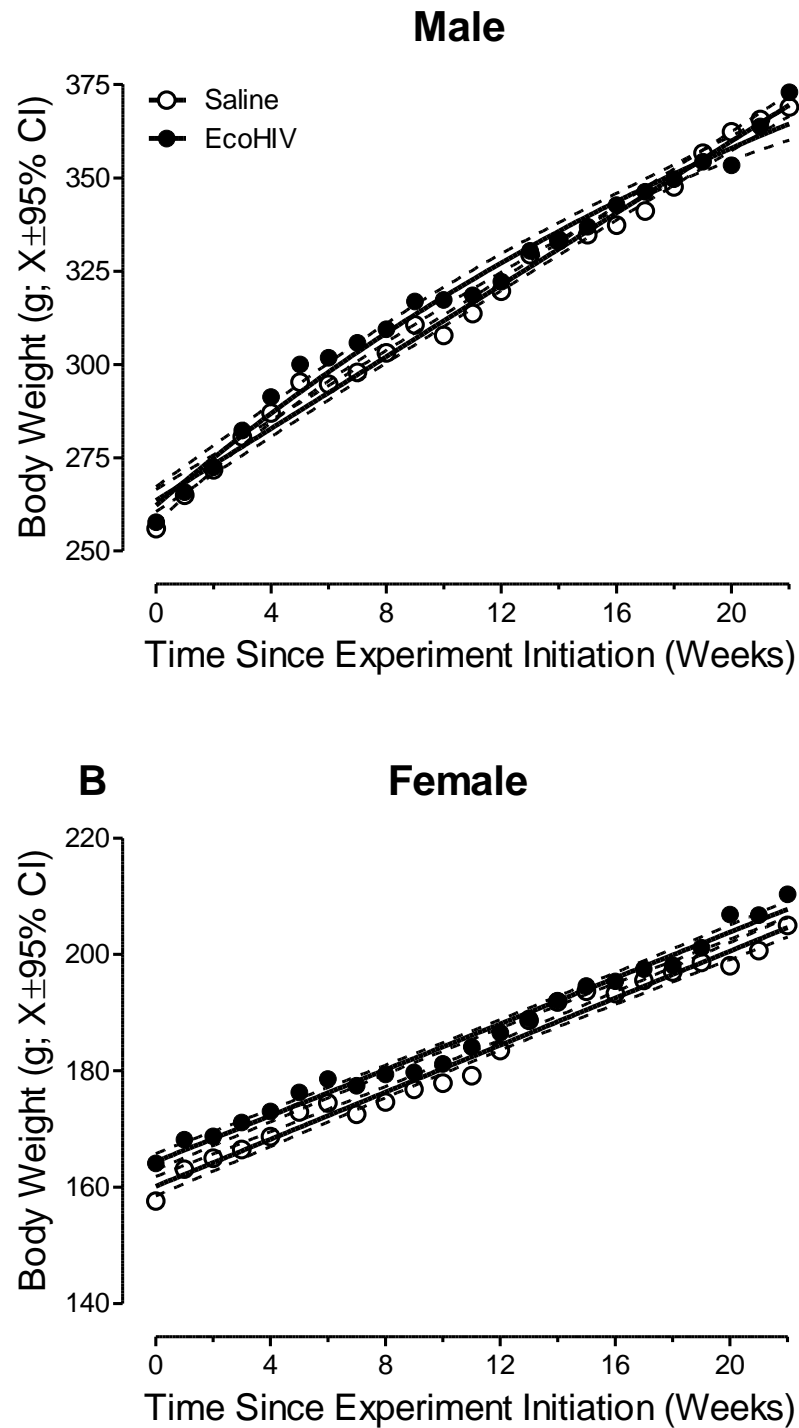 Male
375
350
325
300
275
250
Body Weight (g; X±95% CI)
Saline
EcoHIV
0 4 8 12 16 20
Time Since Experiment Initiation (Weeks)
B Female
220
200
180
160
140
Body Weight (g; X±95% CI)
0 4 8 12 16 20
Time Since Experiment Initiation (Weeks)